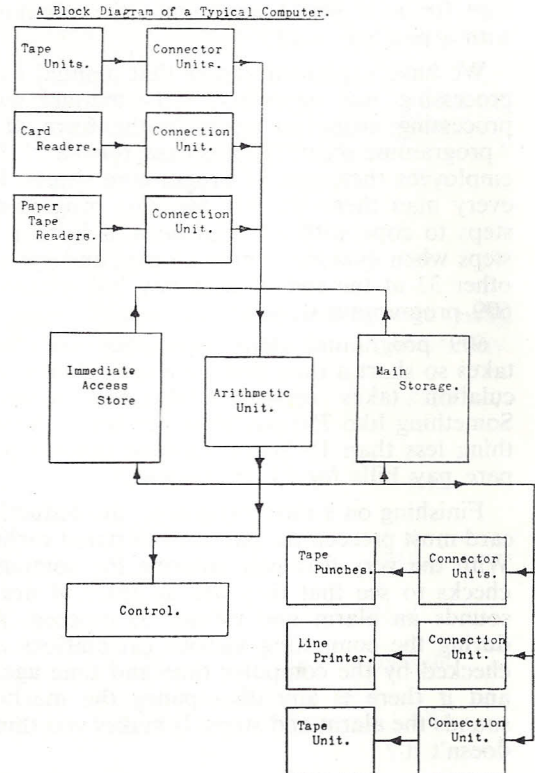 A Block Diagram of a Typical Computer.
Tape
Units.
Connector
Units.
Card
Readers.
Connection
Unit.
Paper
Tape
Readers.
Connection
Unit.
Immediate
Access
Store
Arithmetic
Unit.
Main
Storage.
Control.
Tape
Punches.
Connector
Units.
Line
Printer.
Connection
Unit.
Tape
Unit.
Connection
Unit.